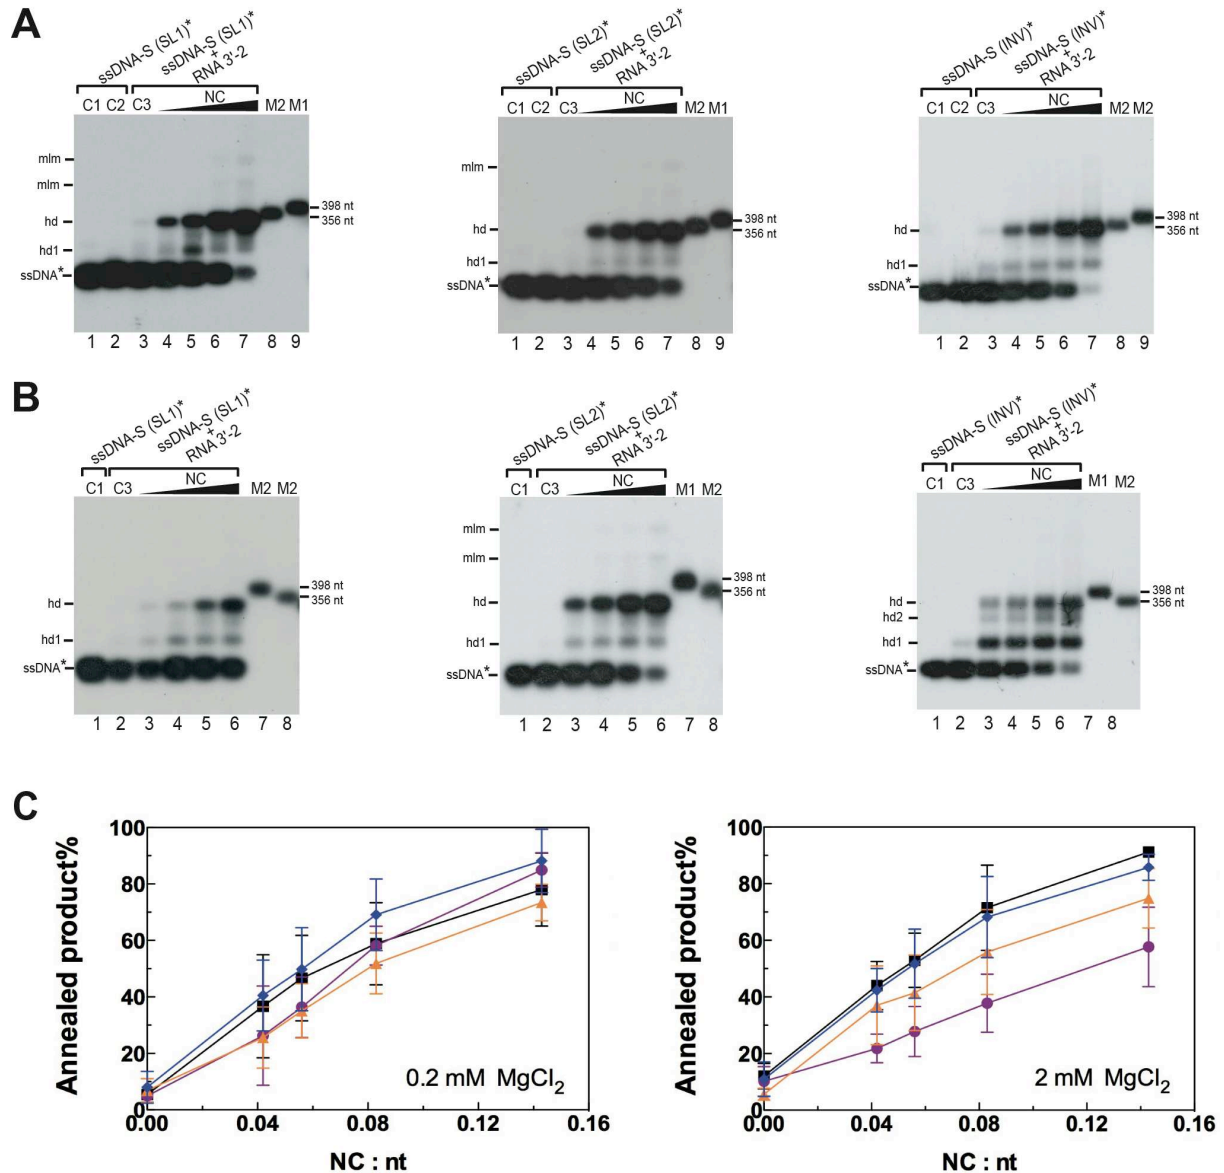 A
ssDNA-S (SL1)*
ssDNA-S (SL1)*
+
RNA 3'-2
C1 C2 C3 NC M2 M1
mlm
mlm
hd
hd1
ssDNA*
398 nt
356 nt
1 2 3 4 5 6 7 8 9
ssDNA-S (SL2)*
ssDNA-S (SL2)*
+
RNA 3'-2
C1 C2 C3 NC M2 M1
mlm
hd
hd1
ssDNA*
398 nt
356 nt
1 2 3 4 5 6 7 8 9
ssDNA-S (INV)*
ssDNA-S (INV)*
+
RNA 3'-2
C1 C2 C3 NC M2 M2
hd
hd1
ssDNA*
398 nt
356 nt
1 2 3 4 5 6 7 8 9
B
ssDNA-S (SL1)*
ssDNA-S (SL1)*
+
RNA 3'-2
C1 C3 NC M2 M2
hd
hd1
ssDNA*
398 nt
356 nt
1 2 3 4 5 6 7 8
ssDNA-S (SL2)*
ssDNA-S (SL2)*
+
RNA 3'-2
C1 C3 NC M1 M2
mlm
mlm
hd
hd1
ssDNA*
398 nt
356 nt
1 2 3 4 5 6 7 8
ssDNA-S (INV)*
ssDNA-S (INV)*
+
RNA 3'-2
C1 C3 NC M1 M2
hd
hd2
hd1
ssDNA*
398 nt
356 nt
1 2 3 4 5 6 7 8
C
Annealed product%
100
80
60
40
20
0
0.00 0.04 0.08 0.12 0.16
NC : nt
0.2 mM MgCl2
Annealed product%
100
80
60
40
20
0
0.00 0.04 0.08 0.12 0.16
NC : nt
2 mM MgCl2